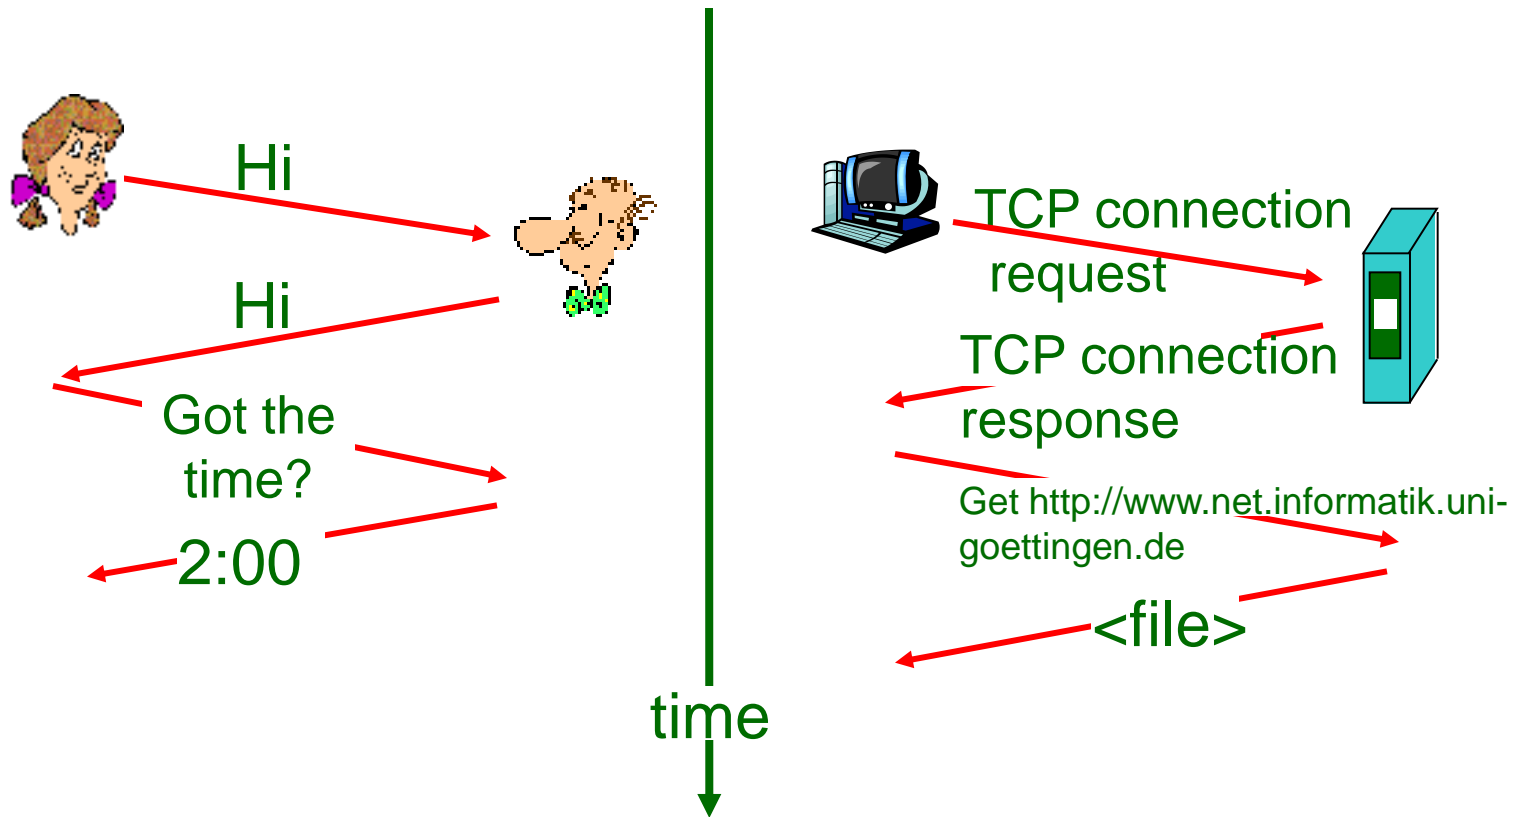 Hi
Hi
Got the
time?
2:00
time
TCP connection
request
TCP connection
response
Get http://www.net.informatik.uni-
goettingen.de
<file>